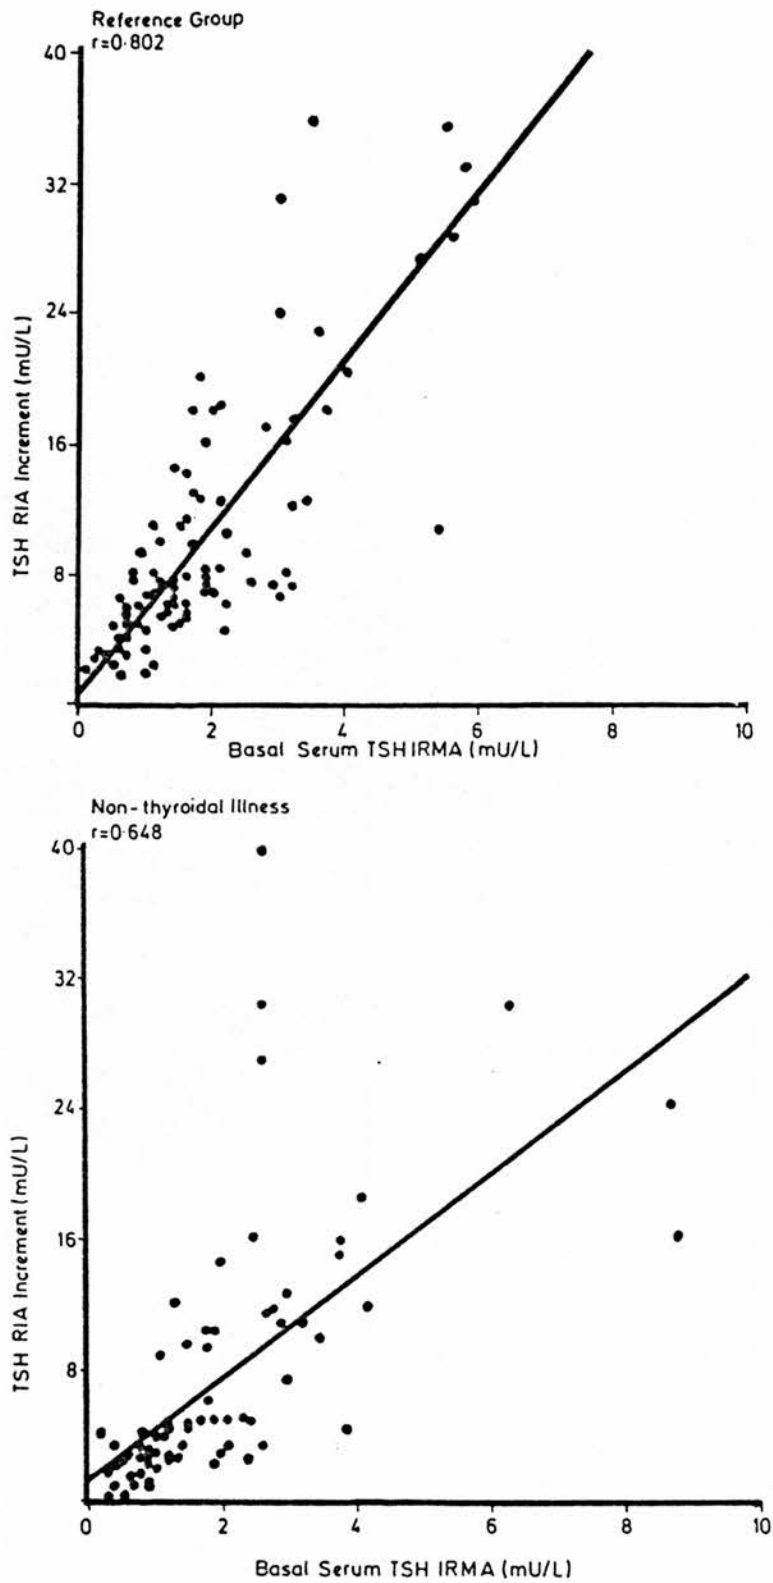 Reference Group
r=0·802
40
32
24
16
8
TSH RIA Increment (mU/L)
0 2 4 6 8 10
Basal Serum TSH IRMA (mU/L)
Non-thyroidal Illness
r=0·648
40
32
24
16
8
TSH RIA Increment (mU/L)
0 2 4 6 8 10
Basal Serum TSH IRMA (mU/L)